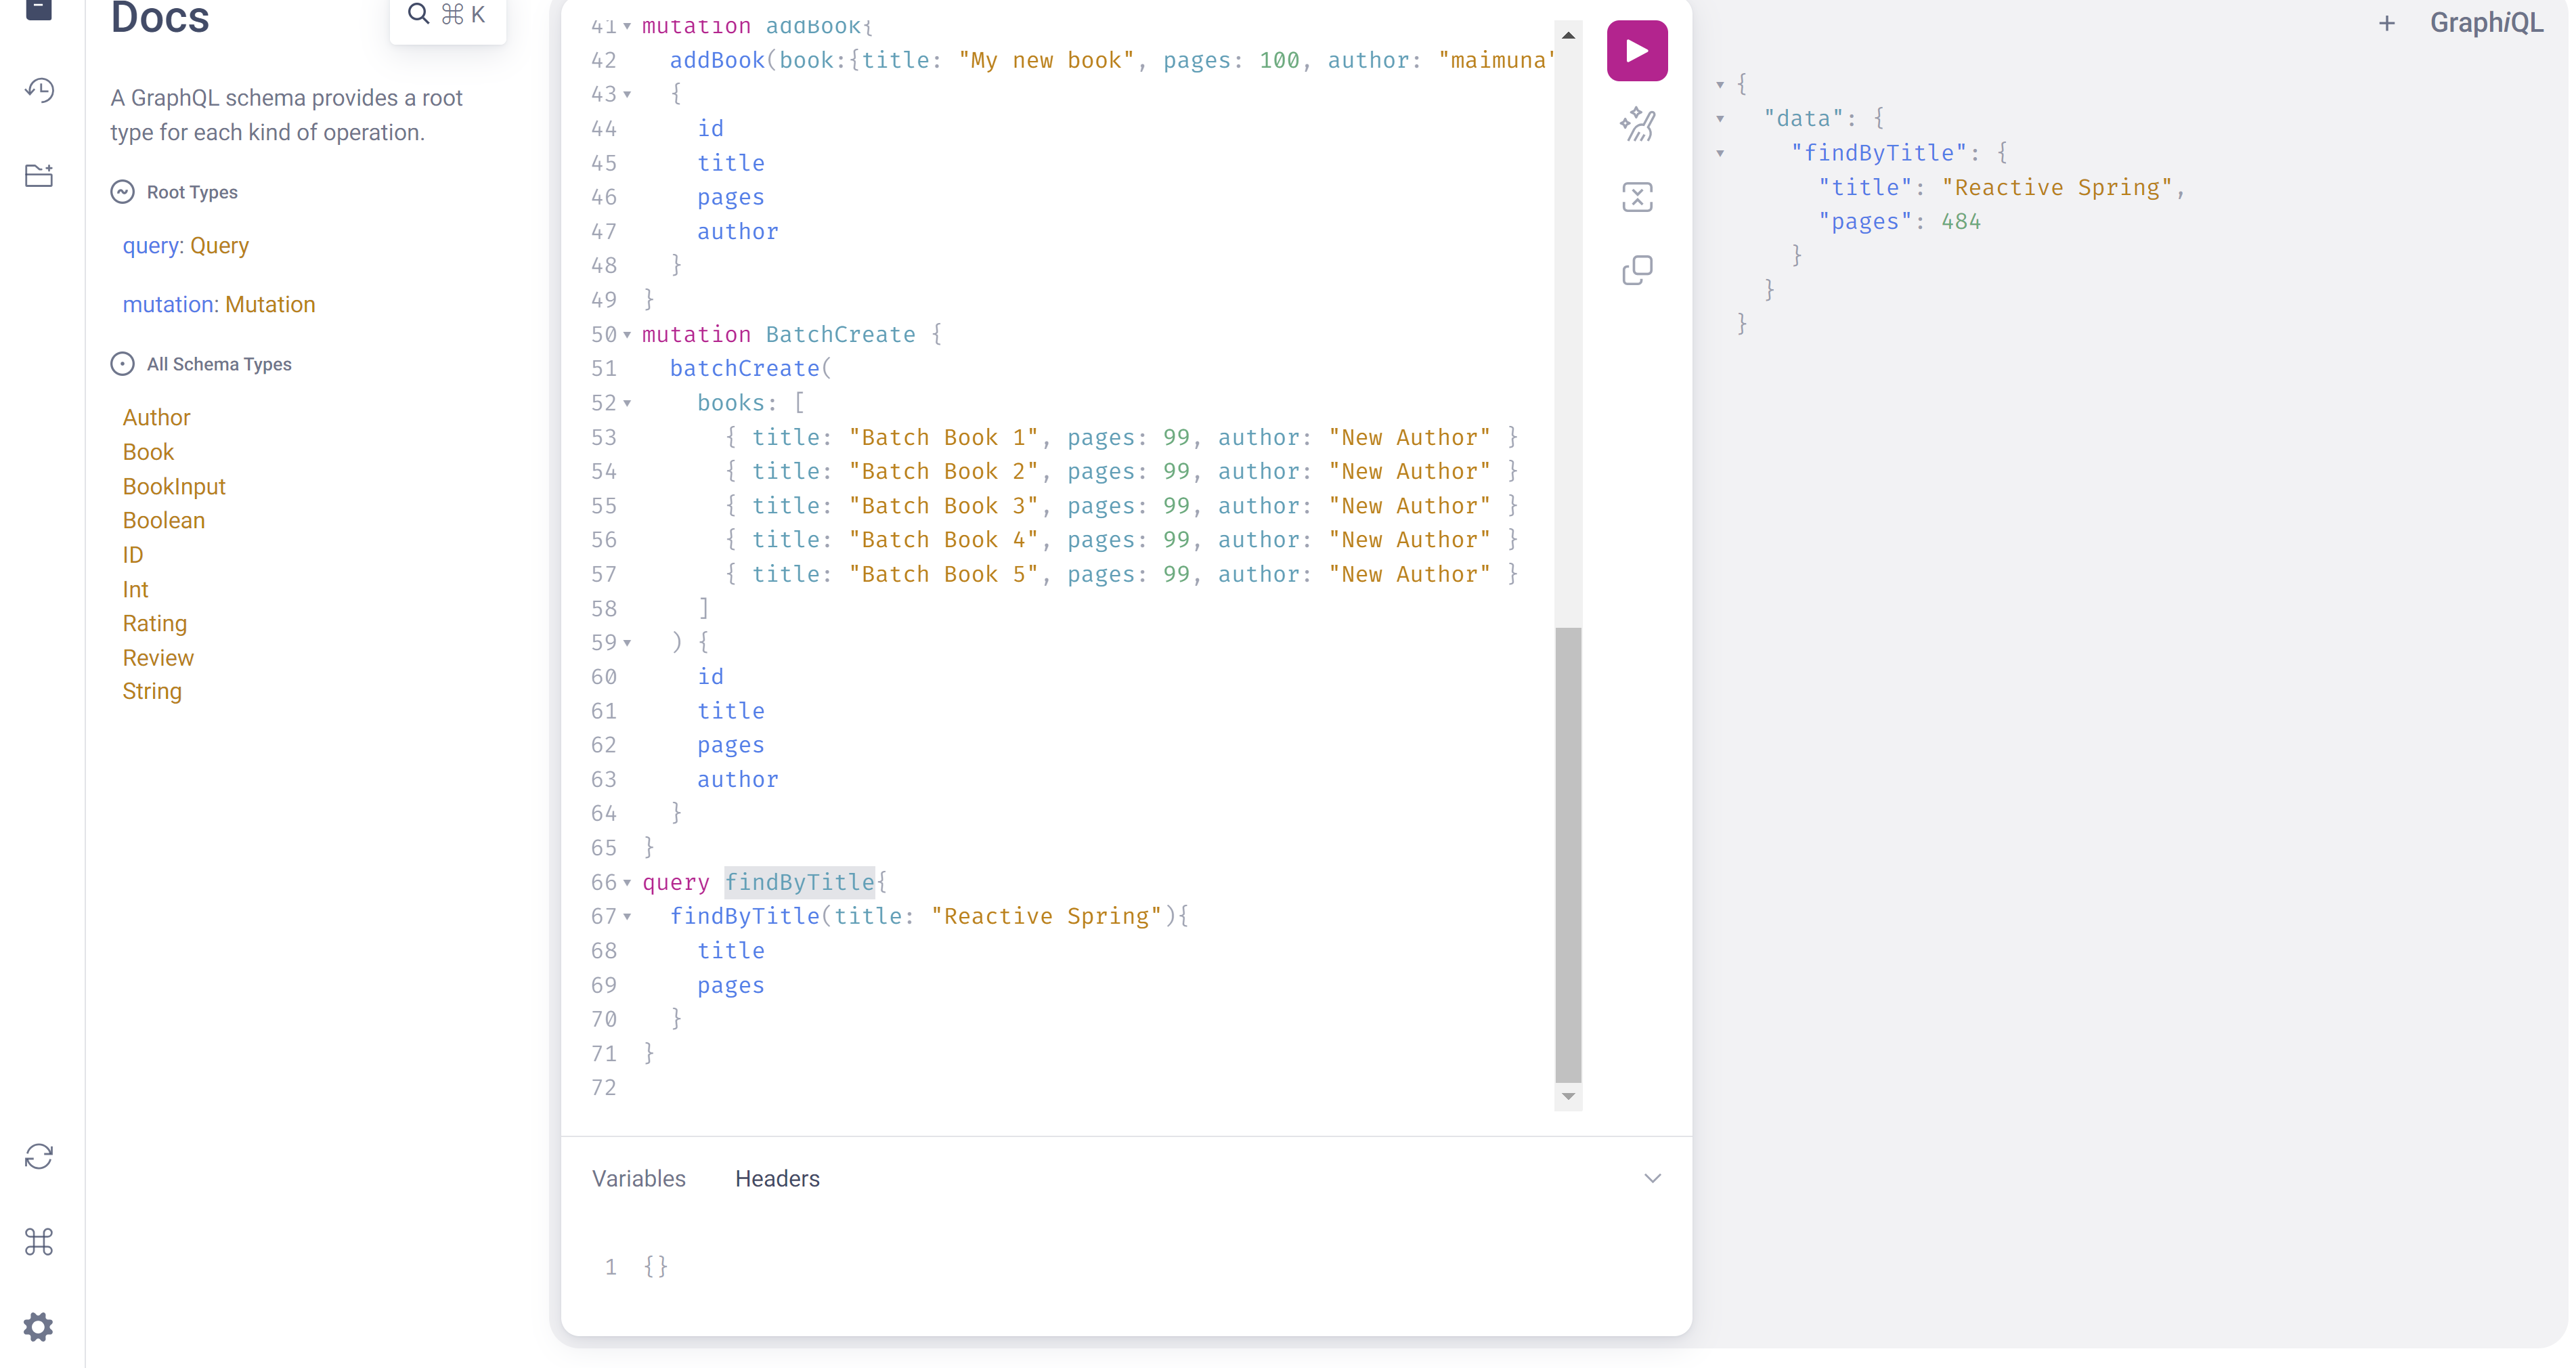 Docs
⌘ K
A GraphQL schema provides a root
type for each kind of operation.
Root Types
query: Query
mutation: Mutation
All Schema Types
Author
Book
BookInput
Boolean
ID
Int
Rating
Review
String
41 mutation addBook{
42 addBook(book:{title: "My new book", pages: 100, author: "maimuna"
43 {
44 id
45 title
46 pages
47 author
48 }
49 }
50 mutation BatchCreate {
51 batchCreate(
52 books: [
53 { title: "Batch Book 1", pages: 99, author: "New Author" }
54 { title: "Batch Book 2", pages: 99, author: "New Author" }
55 { title: "Batch Book 3", pages: 99, author: "New Author" }
56 { title: "Batch Book 4", pages: 99, author: "New Author" }
57 { title: "Batch Book 5", pages: 99, author: "New Author" }
58 ]
59 ) {
60 id
61 title
62 pages
63 author
64 }
65 }
66 query findByTitle{
67 findByTitle(title: "Reactive Spring"){
68 title
69 pages
70 }
71 }
72
Variables Headers
1 {}
+ GraphiQL
{
"data": {
"findByTitle": {
"title": "Reactive Spring",
"pages": 484
}
}
}